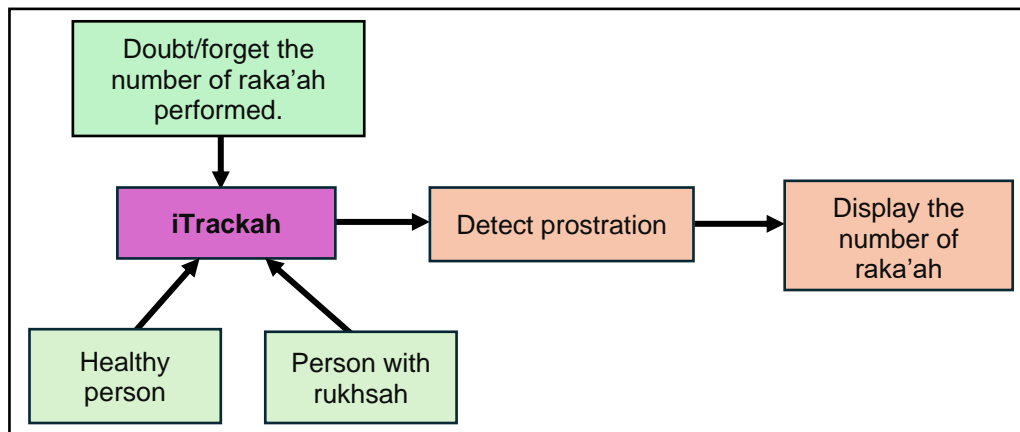 Doubt/forget the
number of raka’ah
performed.
iTrackah
Detect prostration
Display the
number of
raka’ah
Healthy
person
Person with
rukhsah